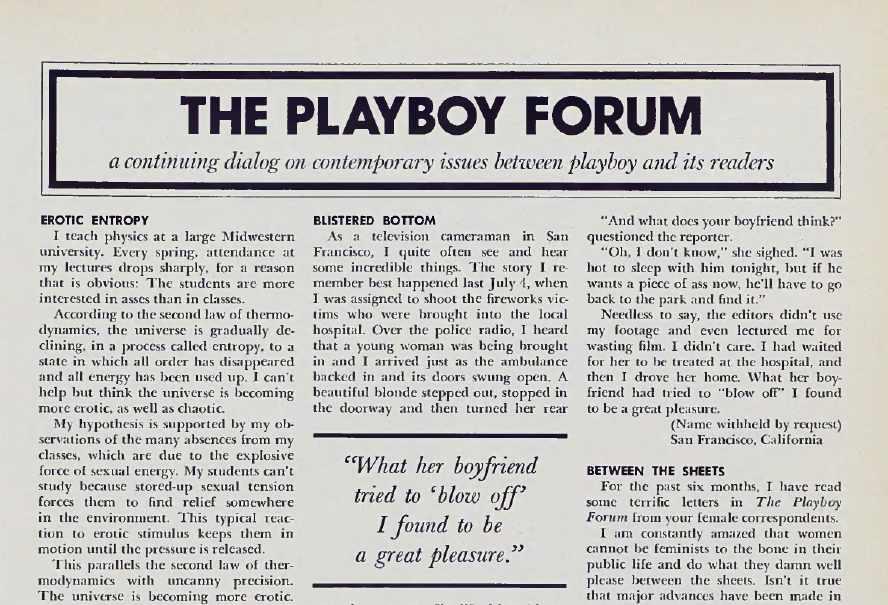 THE PLAYBOY FORUM
a continuing dialog on contemporary issues between playboy and its readers
EROTIC ENTROPY
I teach physics at a large Midwestern
university. Every spring, attendance at
my lectures drops sharply, for a reason
that is obvious: The students are more
interested in asses than in classes.
According to the second law of thermo-
dynamics, the universe is gradually de-
clining, in a process called entropy, to a
state in which all order has disappeared
and all energy has been used up. I can't
help but think the universe is becoming
more erotic, as well as chaotic.
My hypothesis is supported by my ob-
servations of the many absences from my
classes, which are due to the explosive
force of sexual energy. My students can't
study because stored-up sexual tension
forces them to find relief somewhere
in the environment. This typical reac-
tion to erotic stimulus keeps them in
motion until the pressure is released.
This parallels the second law of ther-
modynamics with uncanny precision.
The universe is becoming more erotic.
BLISTERED BOTTOM
As a television cameraman in San
Francisco, I quite often see and hear
some incredible things. The story I re-
member best happened last July 4, when
I was assigned to shoot the fireworks vic-
tims who were brought into the local
hospital. Over the police radio, I heard
that a young woman was being brought
in and I arrived just as the ambulance
backed in and its doors swung open. A
beautiful blonde stepped out, stopped in
the doorway and then turned her rear
"What her boyfriend
tried to 'blow off'
I found to be
a great pleasure."
"And what does your boyfriend think?"
questioned the reporter.
"Oh, I don't know," she sighed. "I was
hot to sleep with him tonight, but if he
wants a piece of ass now, he'll have to go
back to the park and find it."
Needless to say, the editors didn't use
my footage and even lectured me for
wasting film. I didn't care. I had waited
for her to be treated at the hospital, and
then I drove her home. What her boy-
friend had tried to "blow off" I found
to be a great pleasure.
(Name withheld by request)
San Francisco, California
BETWEEN THE SHEETS
For the past six months, I have read
some terrific letters in The Playboy
Forum from your female correspondents.
I am constantly amazed that women
cannot be feminists to the bone in their
public life and do what they damn well
please between the sheets. Isn't it true
that major advances have been made in